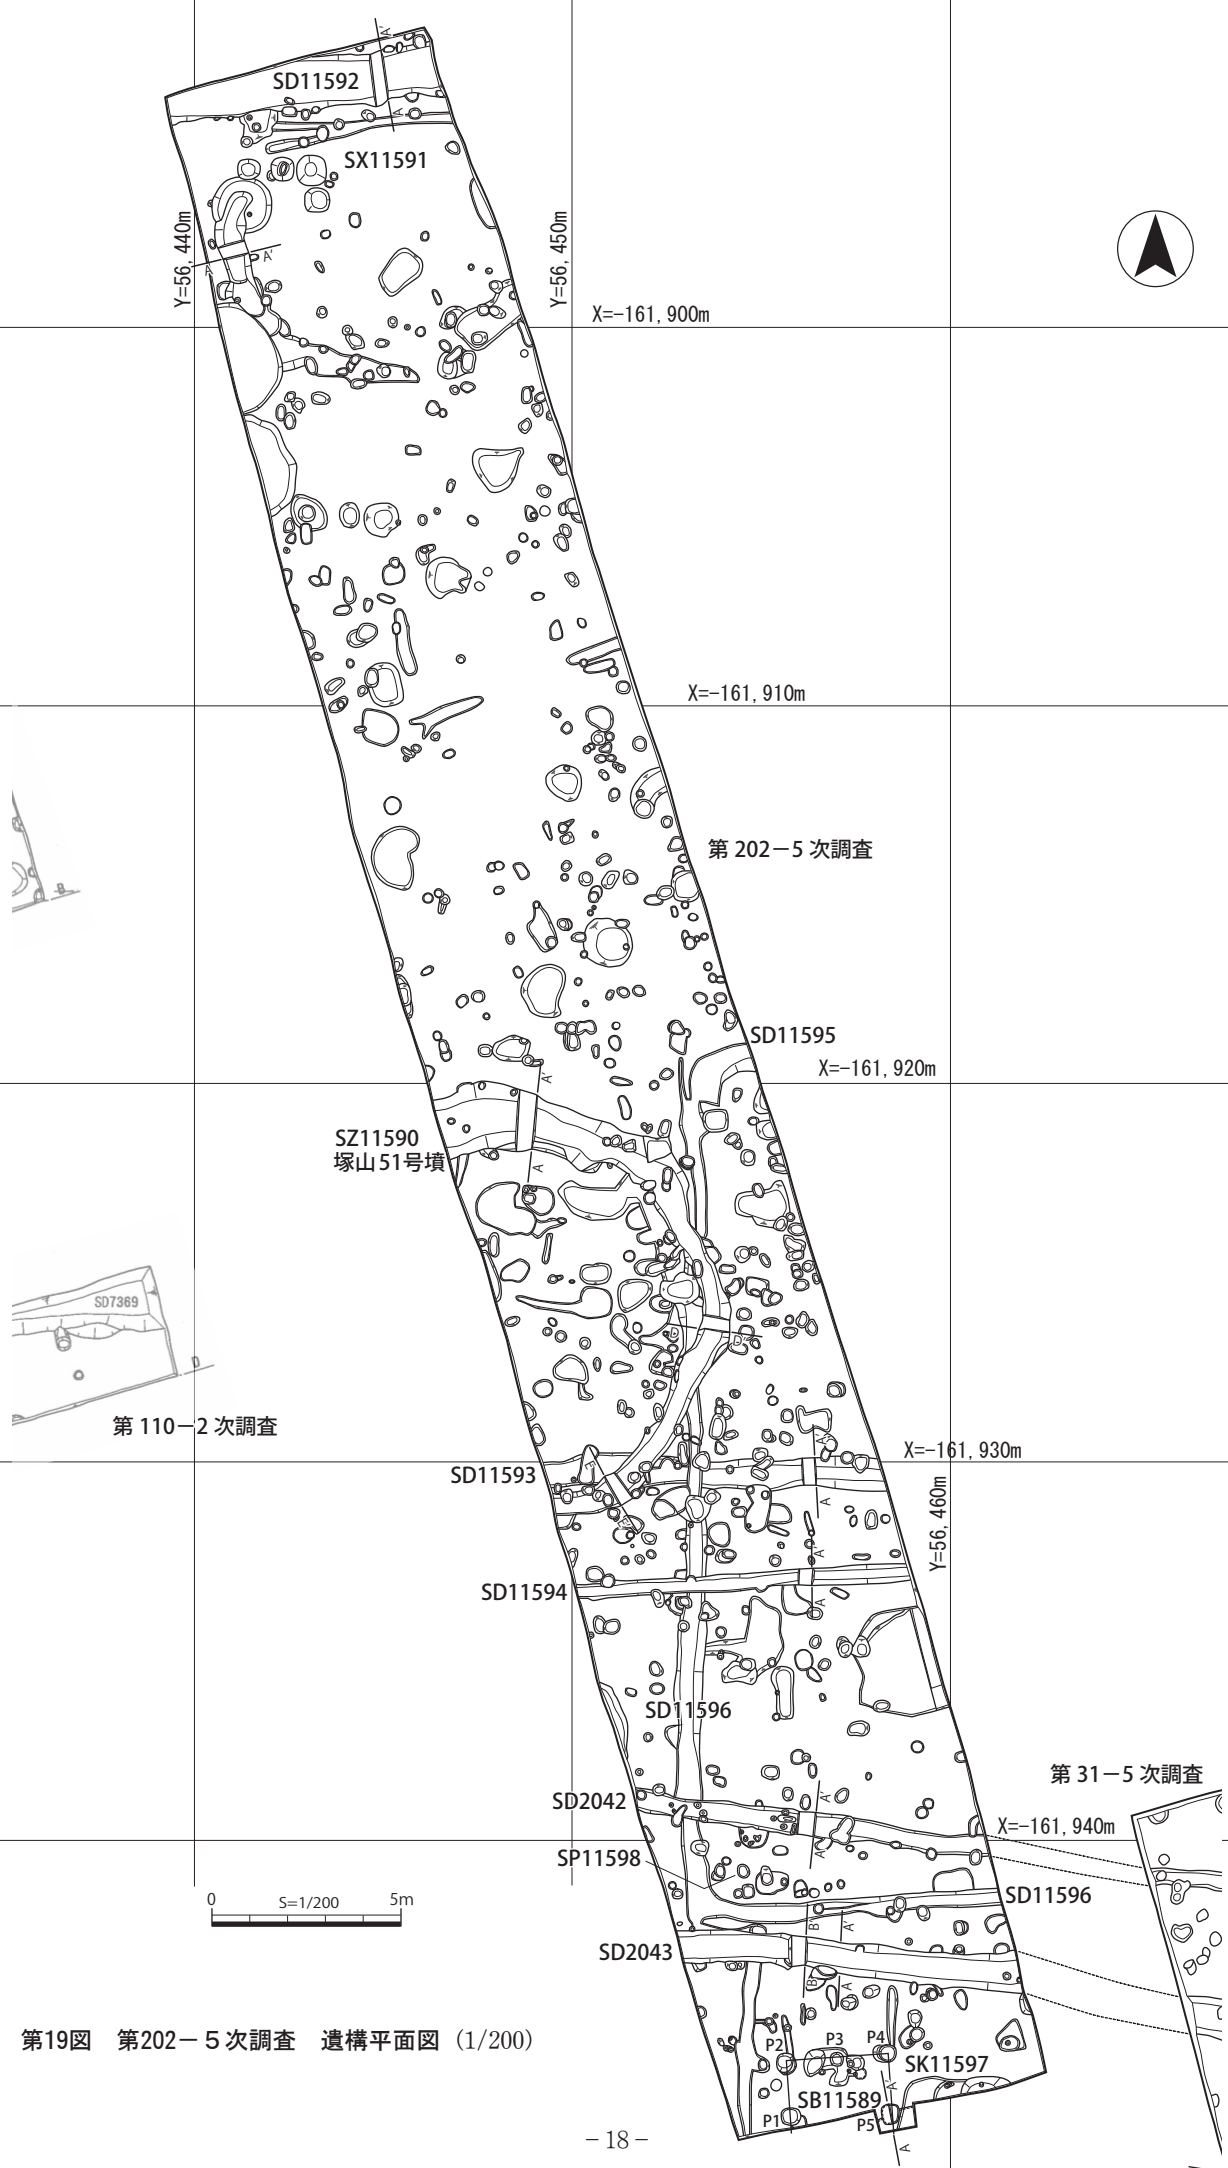 A'
SD11592
A
SX11591
Y=56, 440m
Y=56, 450m
A
A'
X=-161, 900m
X=-161, 910m
第 202－5 次調査
B
SD11595
X=-161, 920m
A'
SZ11590
塚山 51号墳
A
SD7369
D
D
D'
第 110－2 次調査
A'
X=-161, 930m
SD11593
E'
A
E
Y=56, 460m
A'
SD11594
A
SD11596
第 31－5 次調査
A'
SD2042
X=-161, 940m
A
SP11598
0 S=1/200 5m
SD11596
B'
A'
SD2043
B
A
第19図 第202－5次調査 遺構平面図 (1/200)
P2
P3
P4
SK11597
A'
SB11589
P1
P5
A
－18－